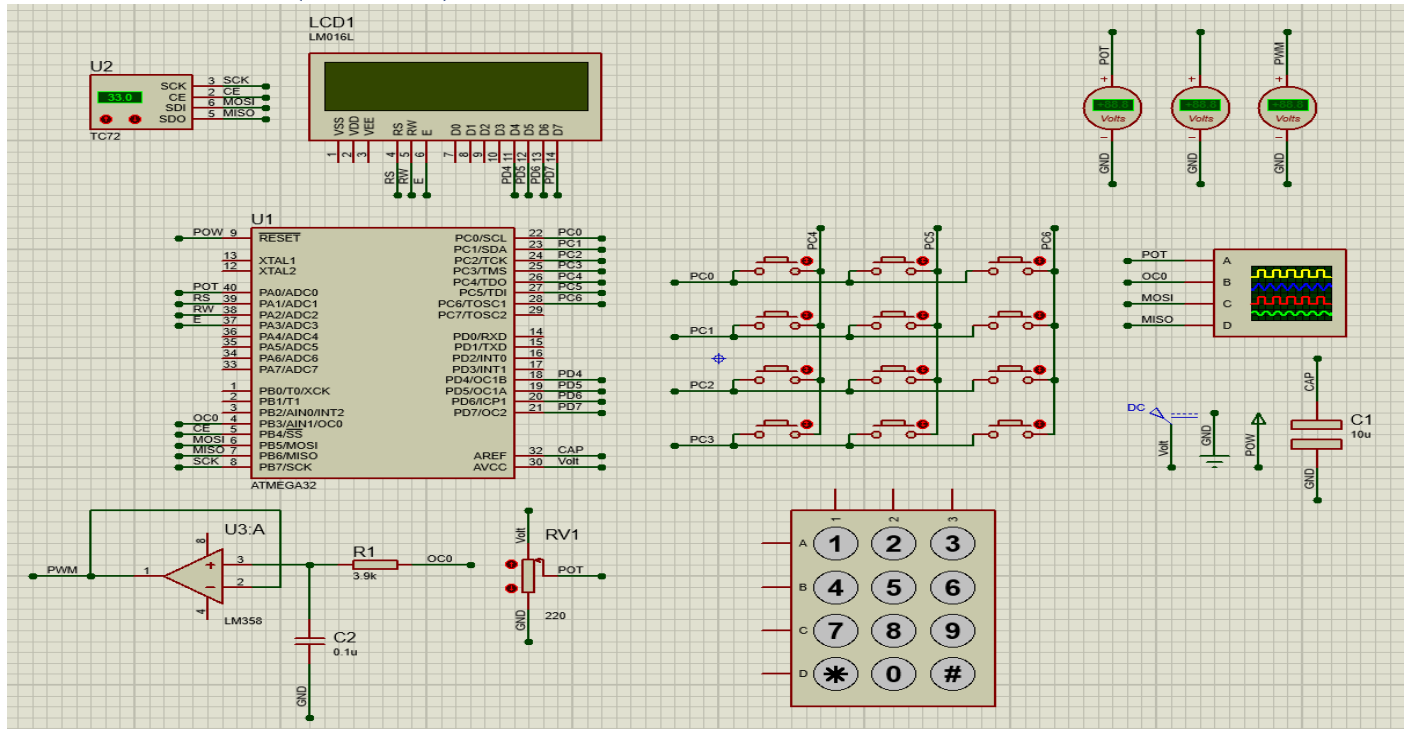 LCD1
LM016L
U2
33.0
SCK 3 SCK
CE 2 CE
SDI 6 MOSI
SDO 5 MISO
TC72
VSS VDD VEE RS RW E D0 D1 D2 D3 D4 D5 D6 D7
1 2 3 4 5 6 7 8 9 10 11 12 13 14
RS RW E PD4 PD5 PD6 PD7
POT PWM
+ + +
+88.8 +88.8 +88.8
Volts Volts Volts
GND GND GND
U1
POW 9 RESET
13 XTAL1
12 XTAL2
POT 40 PA0/ADC0
RS 39 PA1/ADC1
RW 38 PA2/ADC2
E 37 PA3/ADC3
36 PA4/ADC4
35 PA5/ADC5
34 PA6/ADC6
33 PA7/ADC7
1 PB0/T0/XCK
2 PB1/T1
3 PB2/AIN0/INT2
OC0 4 PB3/AIN1/OC0
CE 5 PB4/SS
MOSI 6 PB5/MOSI
MISO 7 PB6/MISO
SCK 8 PB7/SCK
PC0/SCL 22 PC0
PC1/SDA 23 PC1
PC2/TCK 24 PC2
PC3/TMS 25 PC3
PC4/TDO 26 PC4
PC5/TDI 27 PC5
PC6/TOSC1 28 PC6
PC7/TOSC2 29
PD0/RXD 14
PD1/TXD 15
PD2/INT0 16
PD3/INT1 17
PD4/OC1B 18 PD4
PD5/OC1A 19 PD5
PD6/ICP1 20 PD6
PD7/OC2 21 PD7
AREF 32 CAP
AVCC 30 Volt
ATMEGA32
PC4 PC5 PC6
PC0
PC1
PC2
PC3
POT A
OC0 B
MOSI C
MISO D
DC
Volt GND POW
CAP
C1
10u
GND
U3:A
8
3
2
1
4
+
−
PWM
LM358
R1
3.9k
OC0
C2
0.1u
GND
Volt
RV1
POT
220
GND
1 2 3
A 1 2 3
B 4 5 6
C 7 8 9
D * 0 #